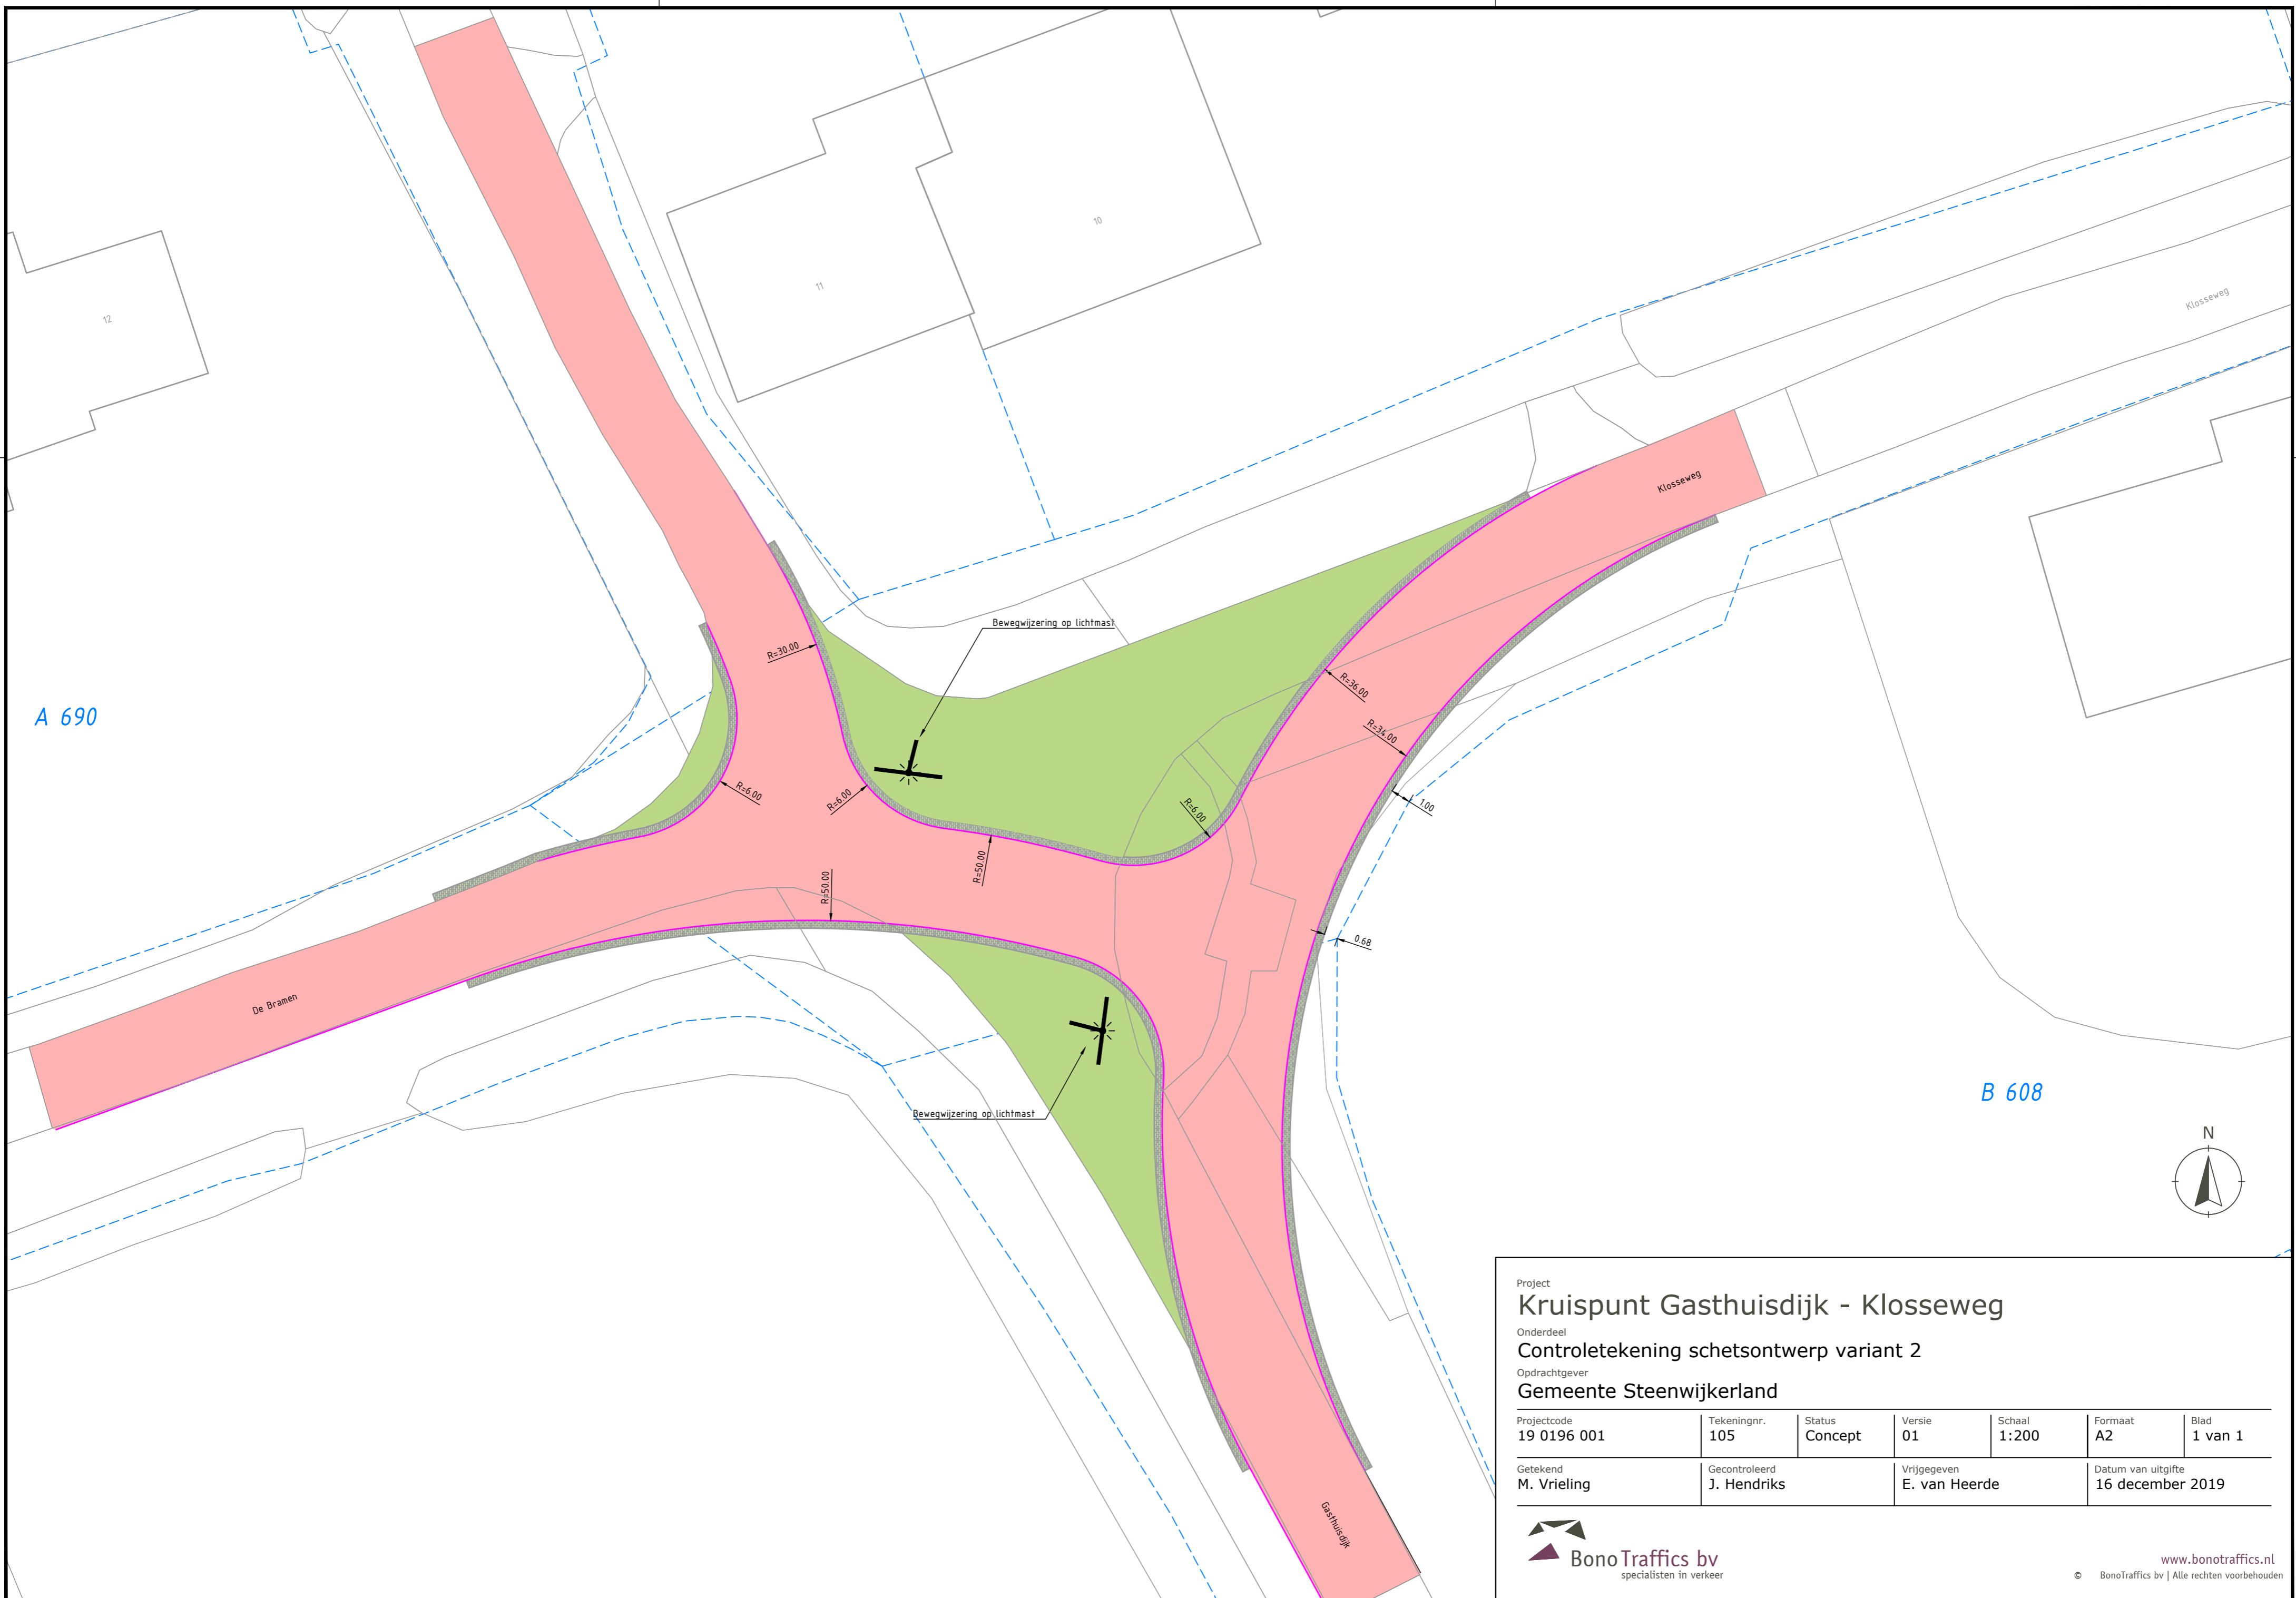 10
11
12
Klosseweg
Klosseweg
Bewegwijzering op lichtmast
R=30.00
R=36.00
A 690
R=34.00
R=6.00
R=6.00
R=6.00
1.00
R=50.00
R=50.00
0.68
De Bramen
B 608
Bewegwijzering op lichtmast
N
Gasthuisdijk
Project
Kruispunt Gasthuisdijk - Klosseweg
Onderdeel
Controletekening schetsontwerp variant 2
Opdrachtgever
Gemeente Steenwijkerland
Projectcode Tekeningnr. Status Versie Schaal Formaat Blad
19 0196 001 105 Concept 01 1:200 A2 1 van 1
Getekend Gecontroleerd Vrijgegeven Datum van uitgifte
M. Vrieling J. Hendriks E. van Heerde 16 december 2019
BonoTraffics bv
specialisten in verkeer
www.bonotraffics.nl
© BonoTraffics bv | Alle rechten voorbehouden